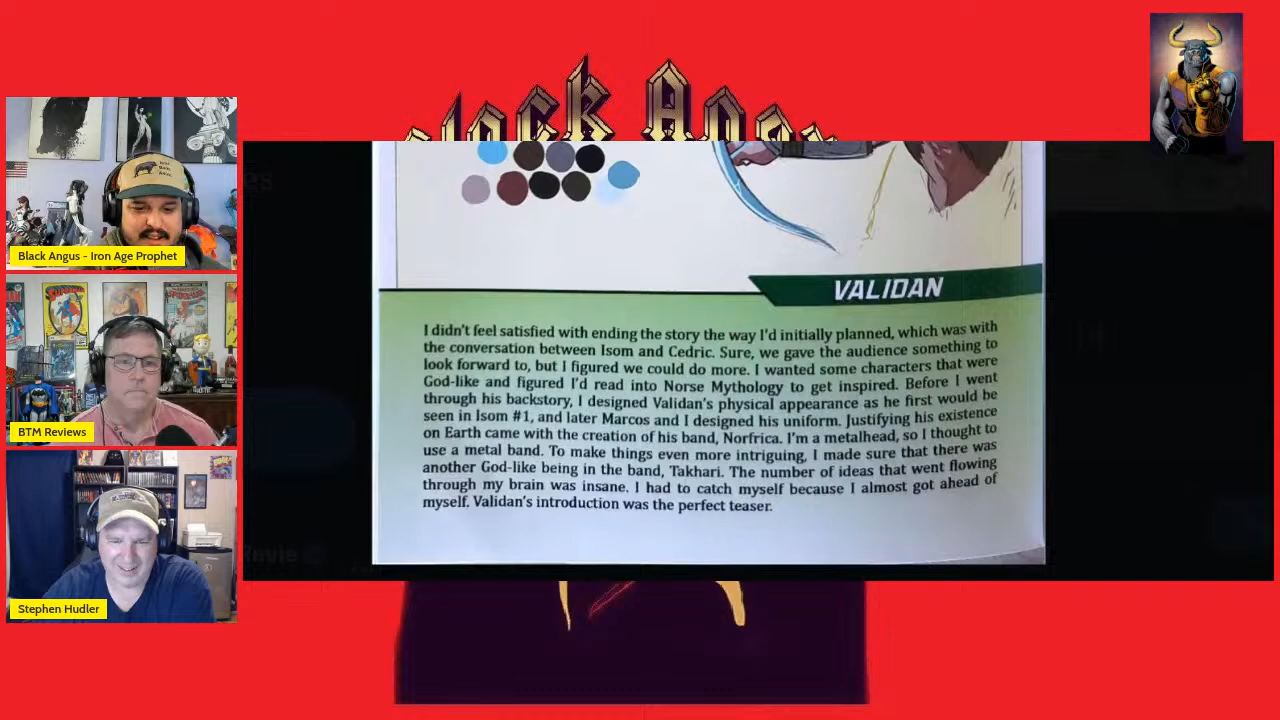 Black Angus
Black Angus - Iron Age Prophet
BTM Reviews
Stephen Hudler
VALIDAN
I didn't feel satisfied with ending the story the way I'd initially planned, which was with
the conversation between Isom and Cedric. Sure, we gave the audience something to
look forward to, but I figured we could do more. I wanted some characters that were
God-like and figured I'd read into Norse Mythology to get inspired. Before I went
through his backstory, I designed Validan's physical appearance as he first would be
seen in Isom #1, and later Marcos and I designed his uniform. Justifying his existence
on Earth came with the creation of his band, Norfrica. I'm a metalhead, so I thought to
use a metal band. To make things even more intriguing, I made sure that there was
another God-like being in the band, Takhari. The number of ideas that went flowing
through my brain was insane. I had to catch myself because I almost got ahead of
myself. Validan's introduction was the perfect teaser.